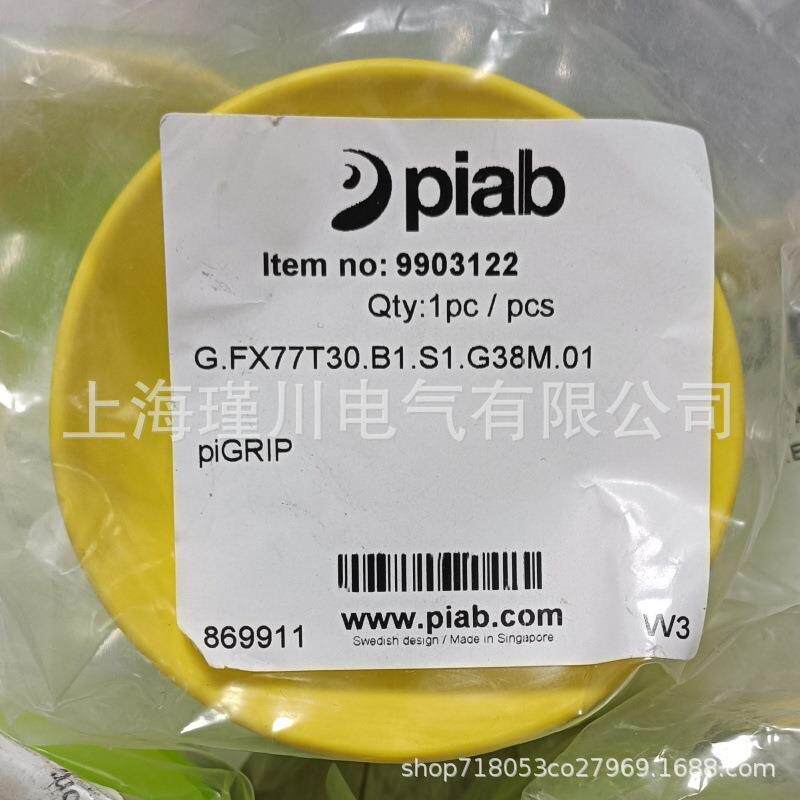 piab
Item no: 9903122
Qty:1pc / pcs
G.FX77T30.B1.S1.G38M.01
上海瑾川电气有限公司
piGRIP
869911
www.piab.com
Swedish design / Made in Singapore
W3
shop718053co27969.1688.com